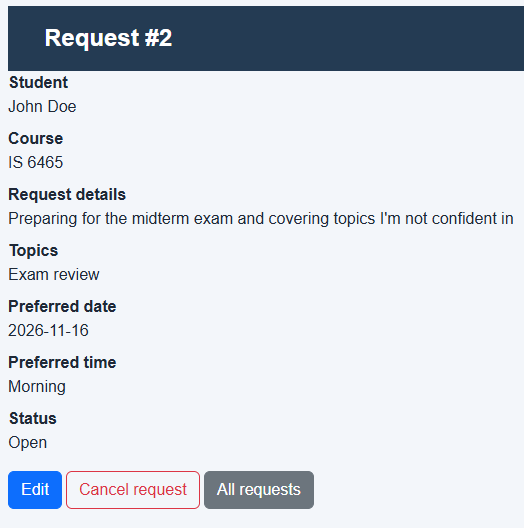 Request #2
Student
John Doe
Course
IS 6465
Request details
Preparing for the midterm exam and covering topics I'm not confident in
Topics
Exam review
Preferred date
2026-11-16
Preferred time
Morning
Status
Open
Edit Cancel request All requests